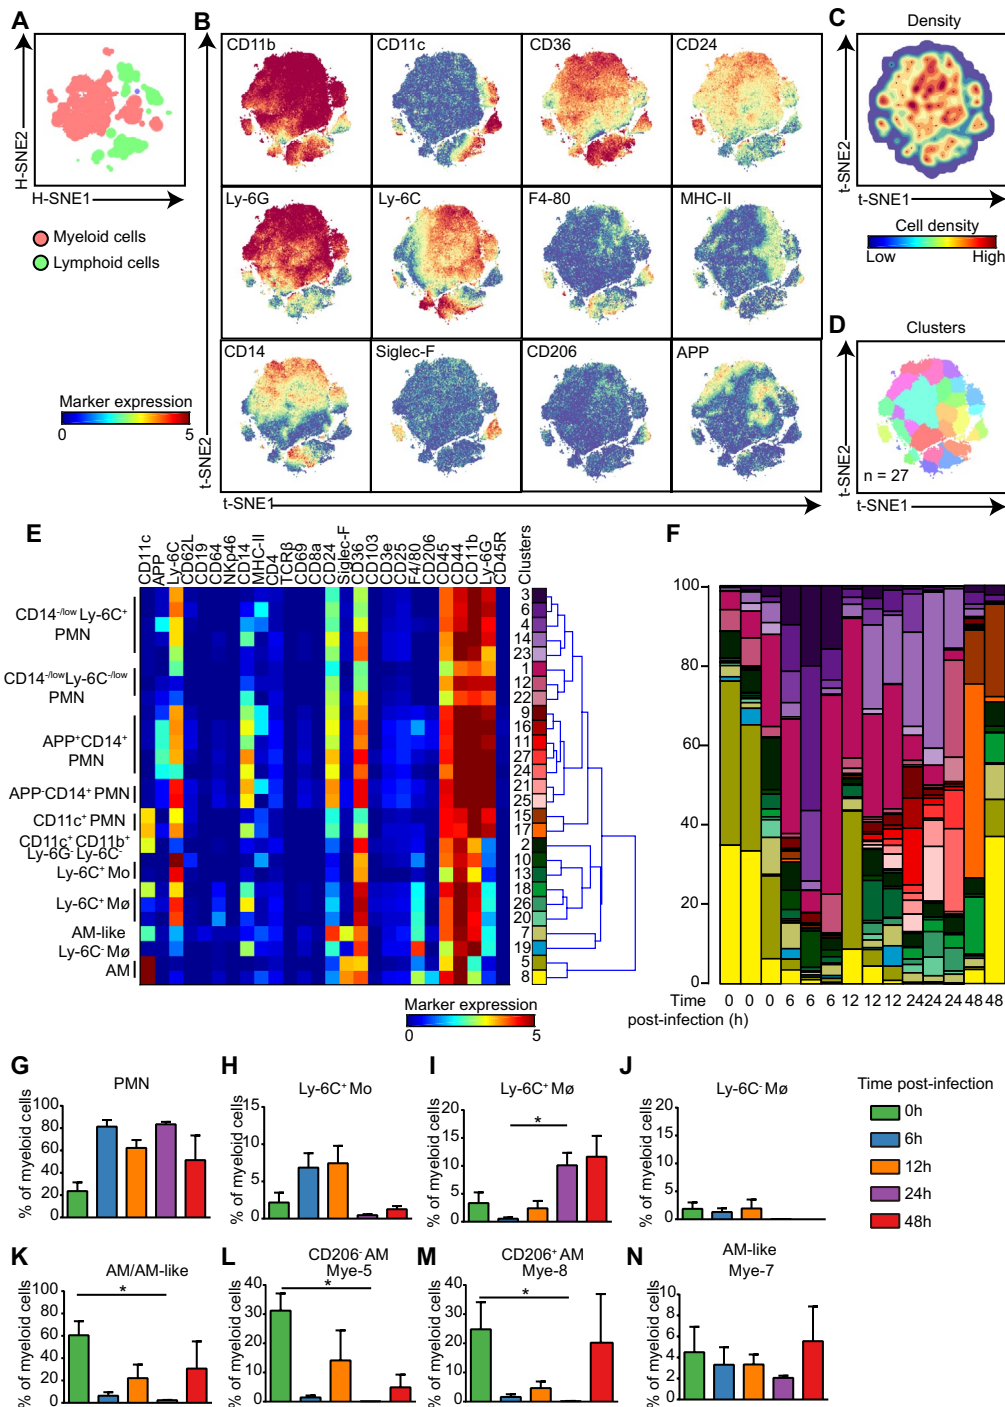 A
H-SNE2
H-SNE1
Myeloid cells
Lymphoid cells
B
CD11b
CD11c
CD36
CD24
Ly-6G
Ly-6C
F4-80
MHC-II
CD14
Siglec-F
CD206
APP
t-SNE2
t-SNE1
Marker expression
0
5
C
Density
t-SNE2
t-SNE1
Cell density
Low
High
D
Clusters
t-SNE2
n = 27
t-SNE1
E
CD11c
APP
Ly-6C
CD62L
CD19
CD64
NKp46
CD14
MHC-II
CD4
TCRβ
CD69
CD8a
CD24
Siglec-F
CD36
CD103
CD3e
CD25
F4/80
CD206
CD45
CD44
CD11b
Ly-6G
CD45R
Clusters
CD14-/low Ly-6C+
PMN
CD14-/lowLy-6C-/low
PMN
APP+CD14+
PMN
APP-CD14+ PMN
CD11c+ PMN
CD11c+ CD11b+
Ly-6G- Ly-6C-
Ly-6C+ Mo
Ly-6C+ Mø
AM-like
Ly-6C- Mø
AM
3
6
4
14
23
1
12
22
9
16
11
27
24
21
25
15
17
2
10
13
18
26
20
7
19
5
8
Marker expression
0
5
F
100
80
60
40
20
0
Time
post-infection (h)
0 0 0 6 6 6 12 12 12 24 24 24 48 48
G
PMN
% of myeloid cells
100
80
60
40
20
0
H
Ly-6C+ Mo
% of myeloid cells
15
10
5
0
I
Ly-6C+ Mø
% of myeloid cells
20
15
10
5
0
*
J
Ly-6C- Mø
% of myeloid cells
20
15
10
5
0
Time post-infection
0h
6h
12h
24h
48h
K
AM/AM-like
% of myeloid cells
100
80
60
40
20
0
*
L
CD206- AM
Mye-5
% of myeloid cells
40
30
20
10
0
*
M
CD206+ AM
Mye-8
% of myeloid cells
40
30
20
10
0
*
N
AM-like
Mye-7
% of myeloid cells
10
8
6
4
2
0